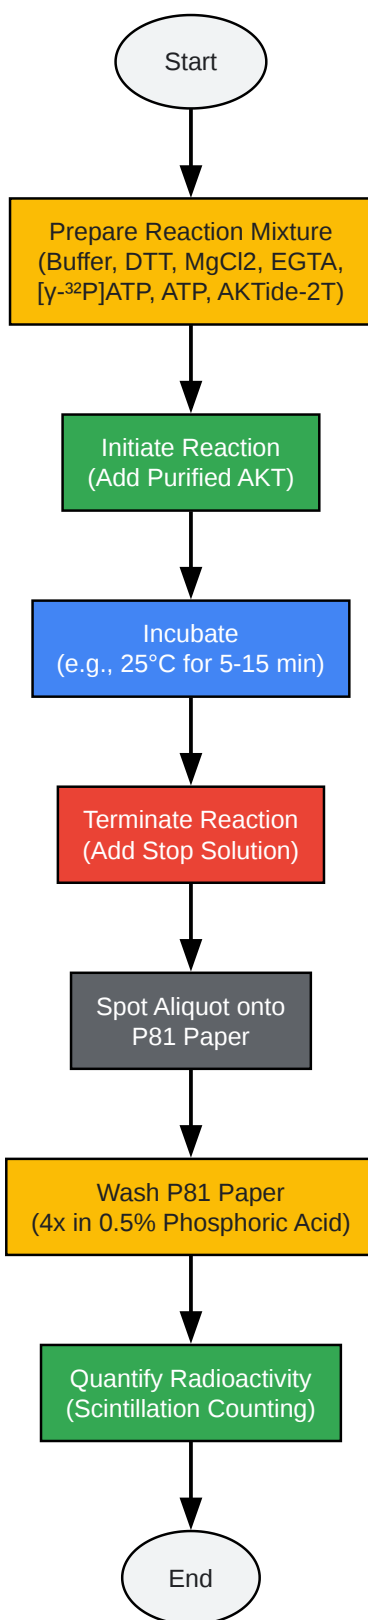 Start
Prepare Reaction Mixture
(Buffer, DTT, MgCl2, EGTA,
[γ-³²P]ATP, ATP, AKTide-2T)
Initiate Reaction
(Add Purified AKT)
Incubate
(e.g., 25°C for 5-15 min)
Terminate Reaction
(Add Stop Solution)
Spot Aliquot onto
P81 Paper
Wash P81 Paper
(4x in 0.5% Phosphoric Acid)
Quantify Radioactivity
(Scintillation Counting)
End